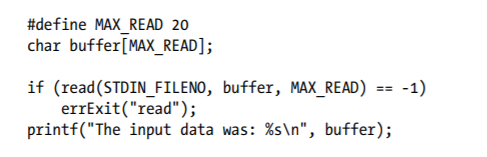 #define MAX_READ 20
char buffer[MAX_READ];
if (read(STDIN_FILENO, buffer, MAX_READ) == -1)
    errExit("read");
printf("The input data was: %s\n", buffer);